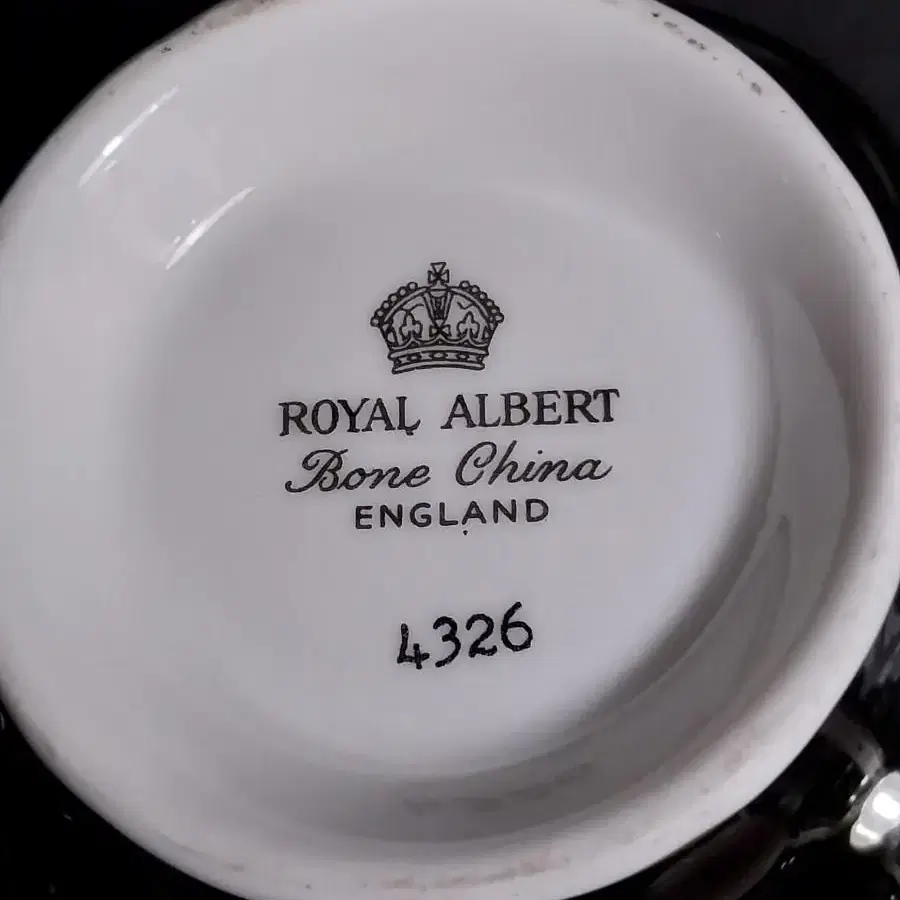 ROYAL ALBERT
Bone China
ENGLAND
4326